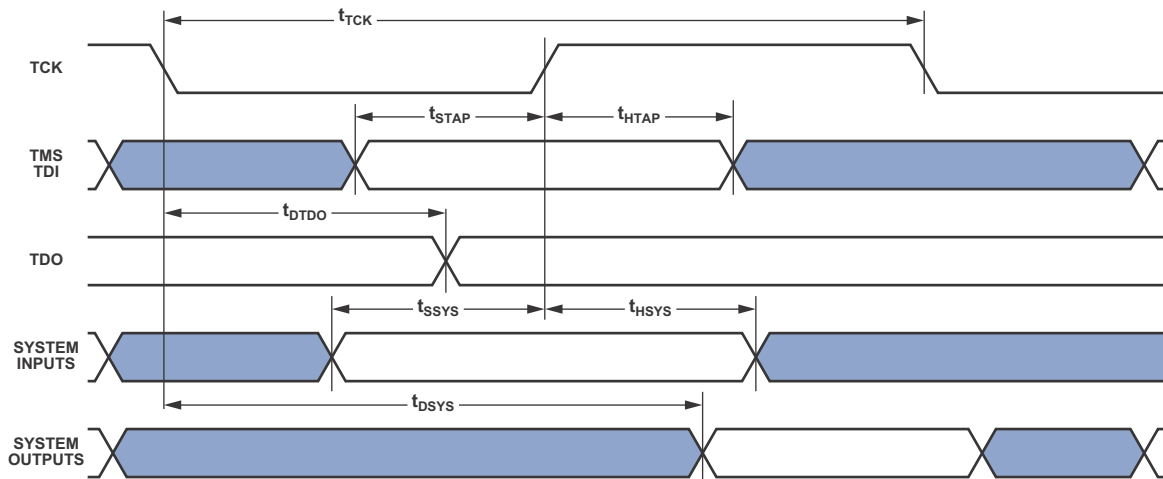 tTCK
TCK
tSTAP
tHTAP
TMS
TDI
tDTDO
TDO
tSSYS
tHSYS
SYSTEM
INPUTS
tDSYS
SYSTEM
OUTPUTS